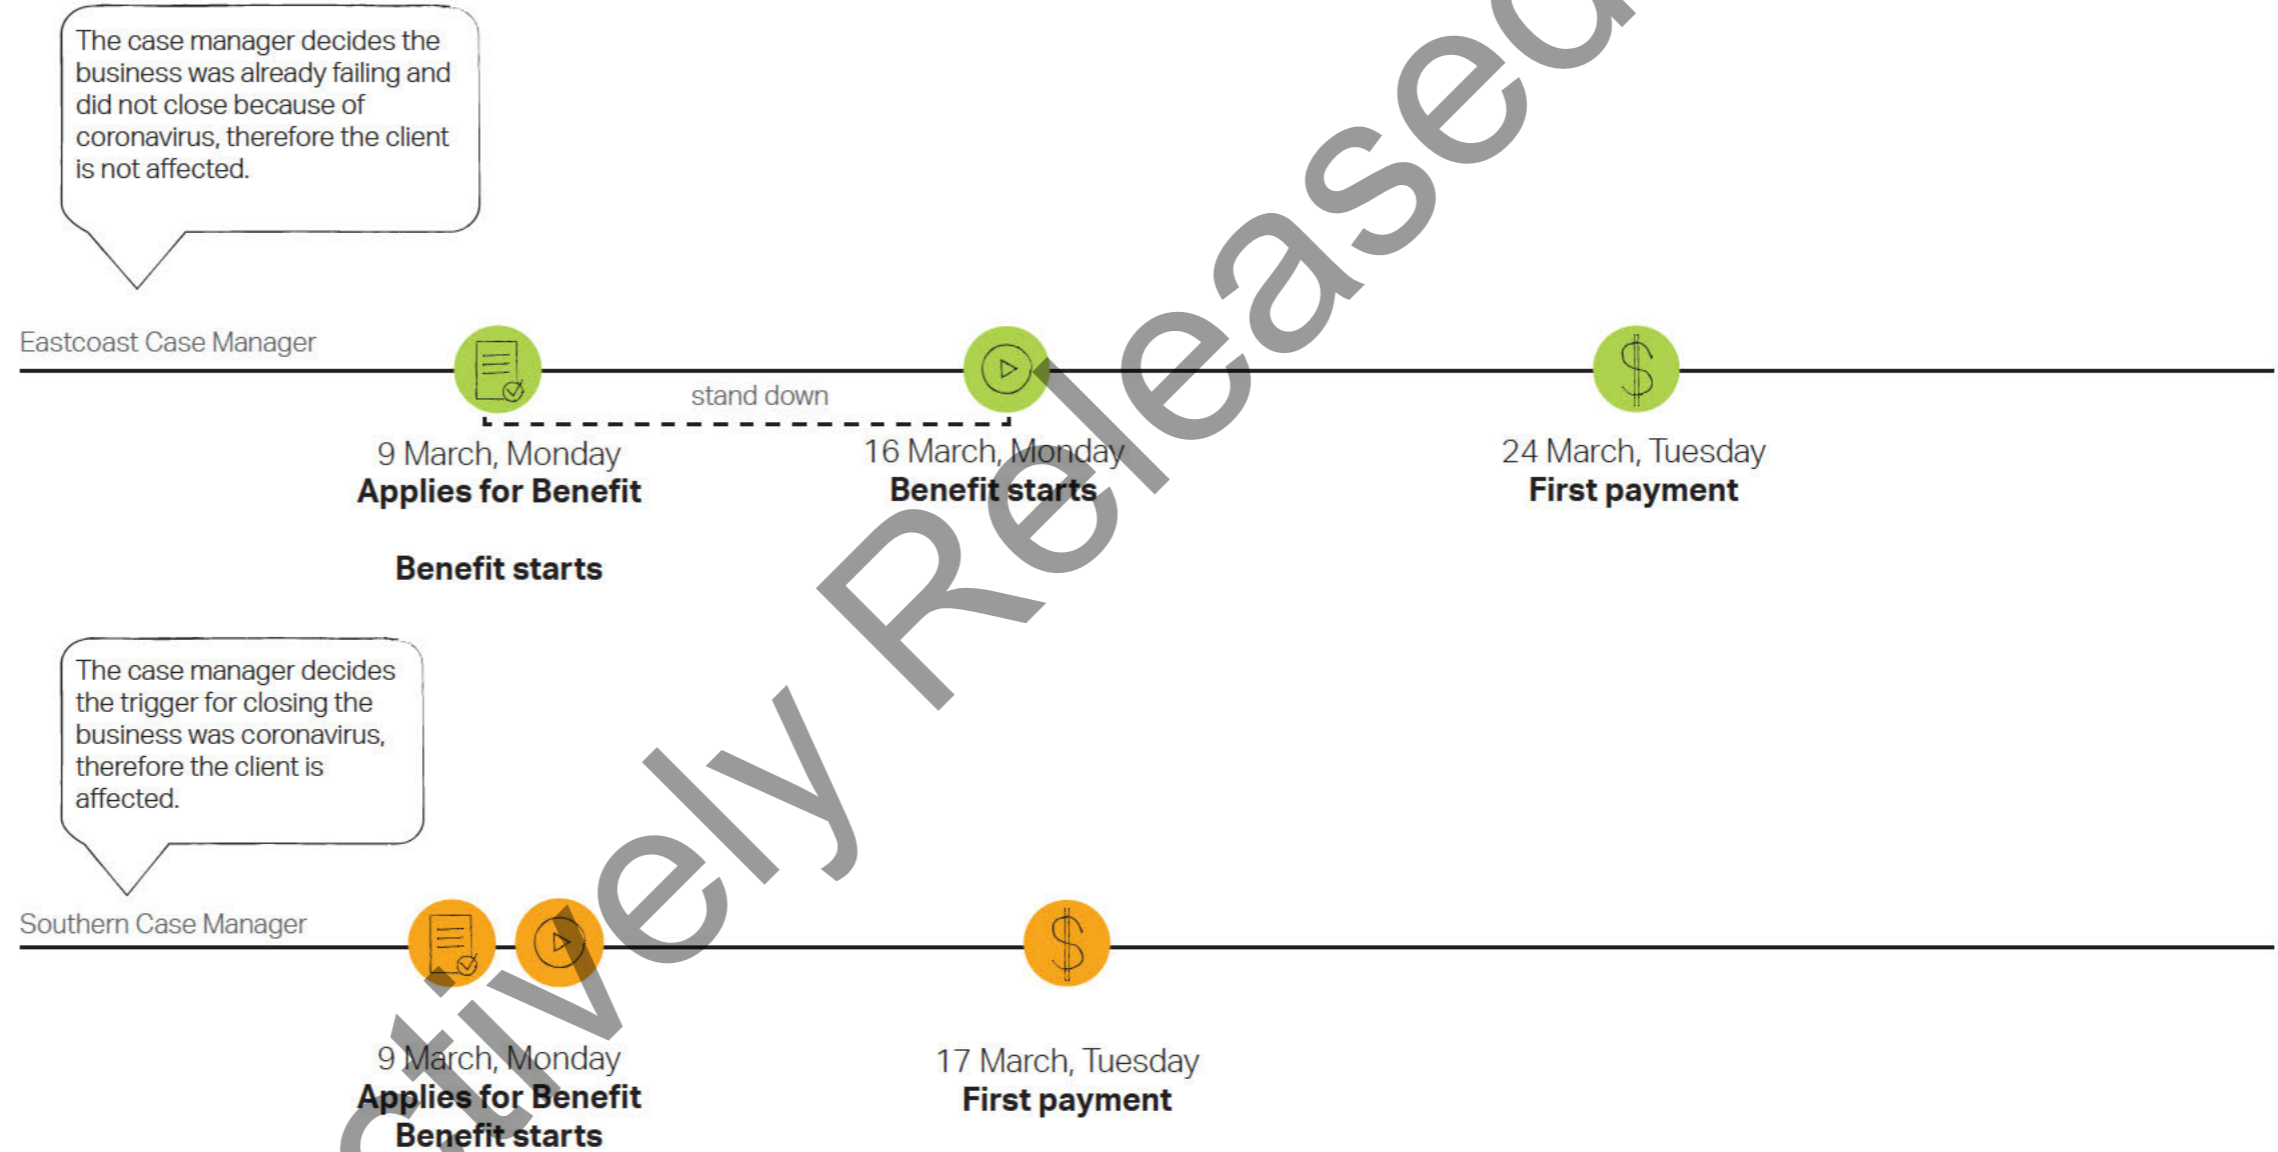 The case manager decides the
business was already failing and
did not close because of
coronavirus, therefore the client
is not affected.
Eastcoast Case Manager
stand down
9 March, Monday
Applies for Benefit
16 March, Monday
Benefit starts
24 March, Tuesday
First payment
Benefit starts
The case manager decides
the trigger for closing the
business was coronavirus,
therefore the client is
affected.
Southern Case Manager
9 March, Monday
Applies for Benefit
Benefit starts
17 March, Tuesday
First payment
ctively Released